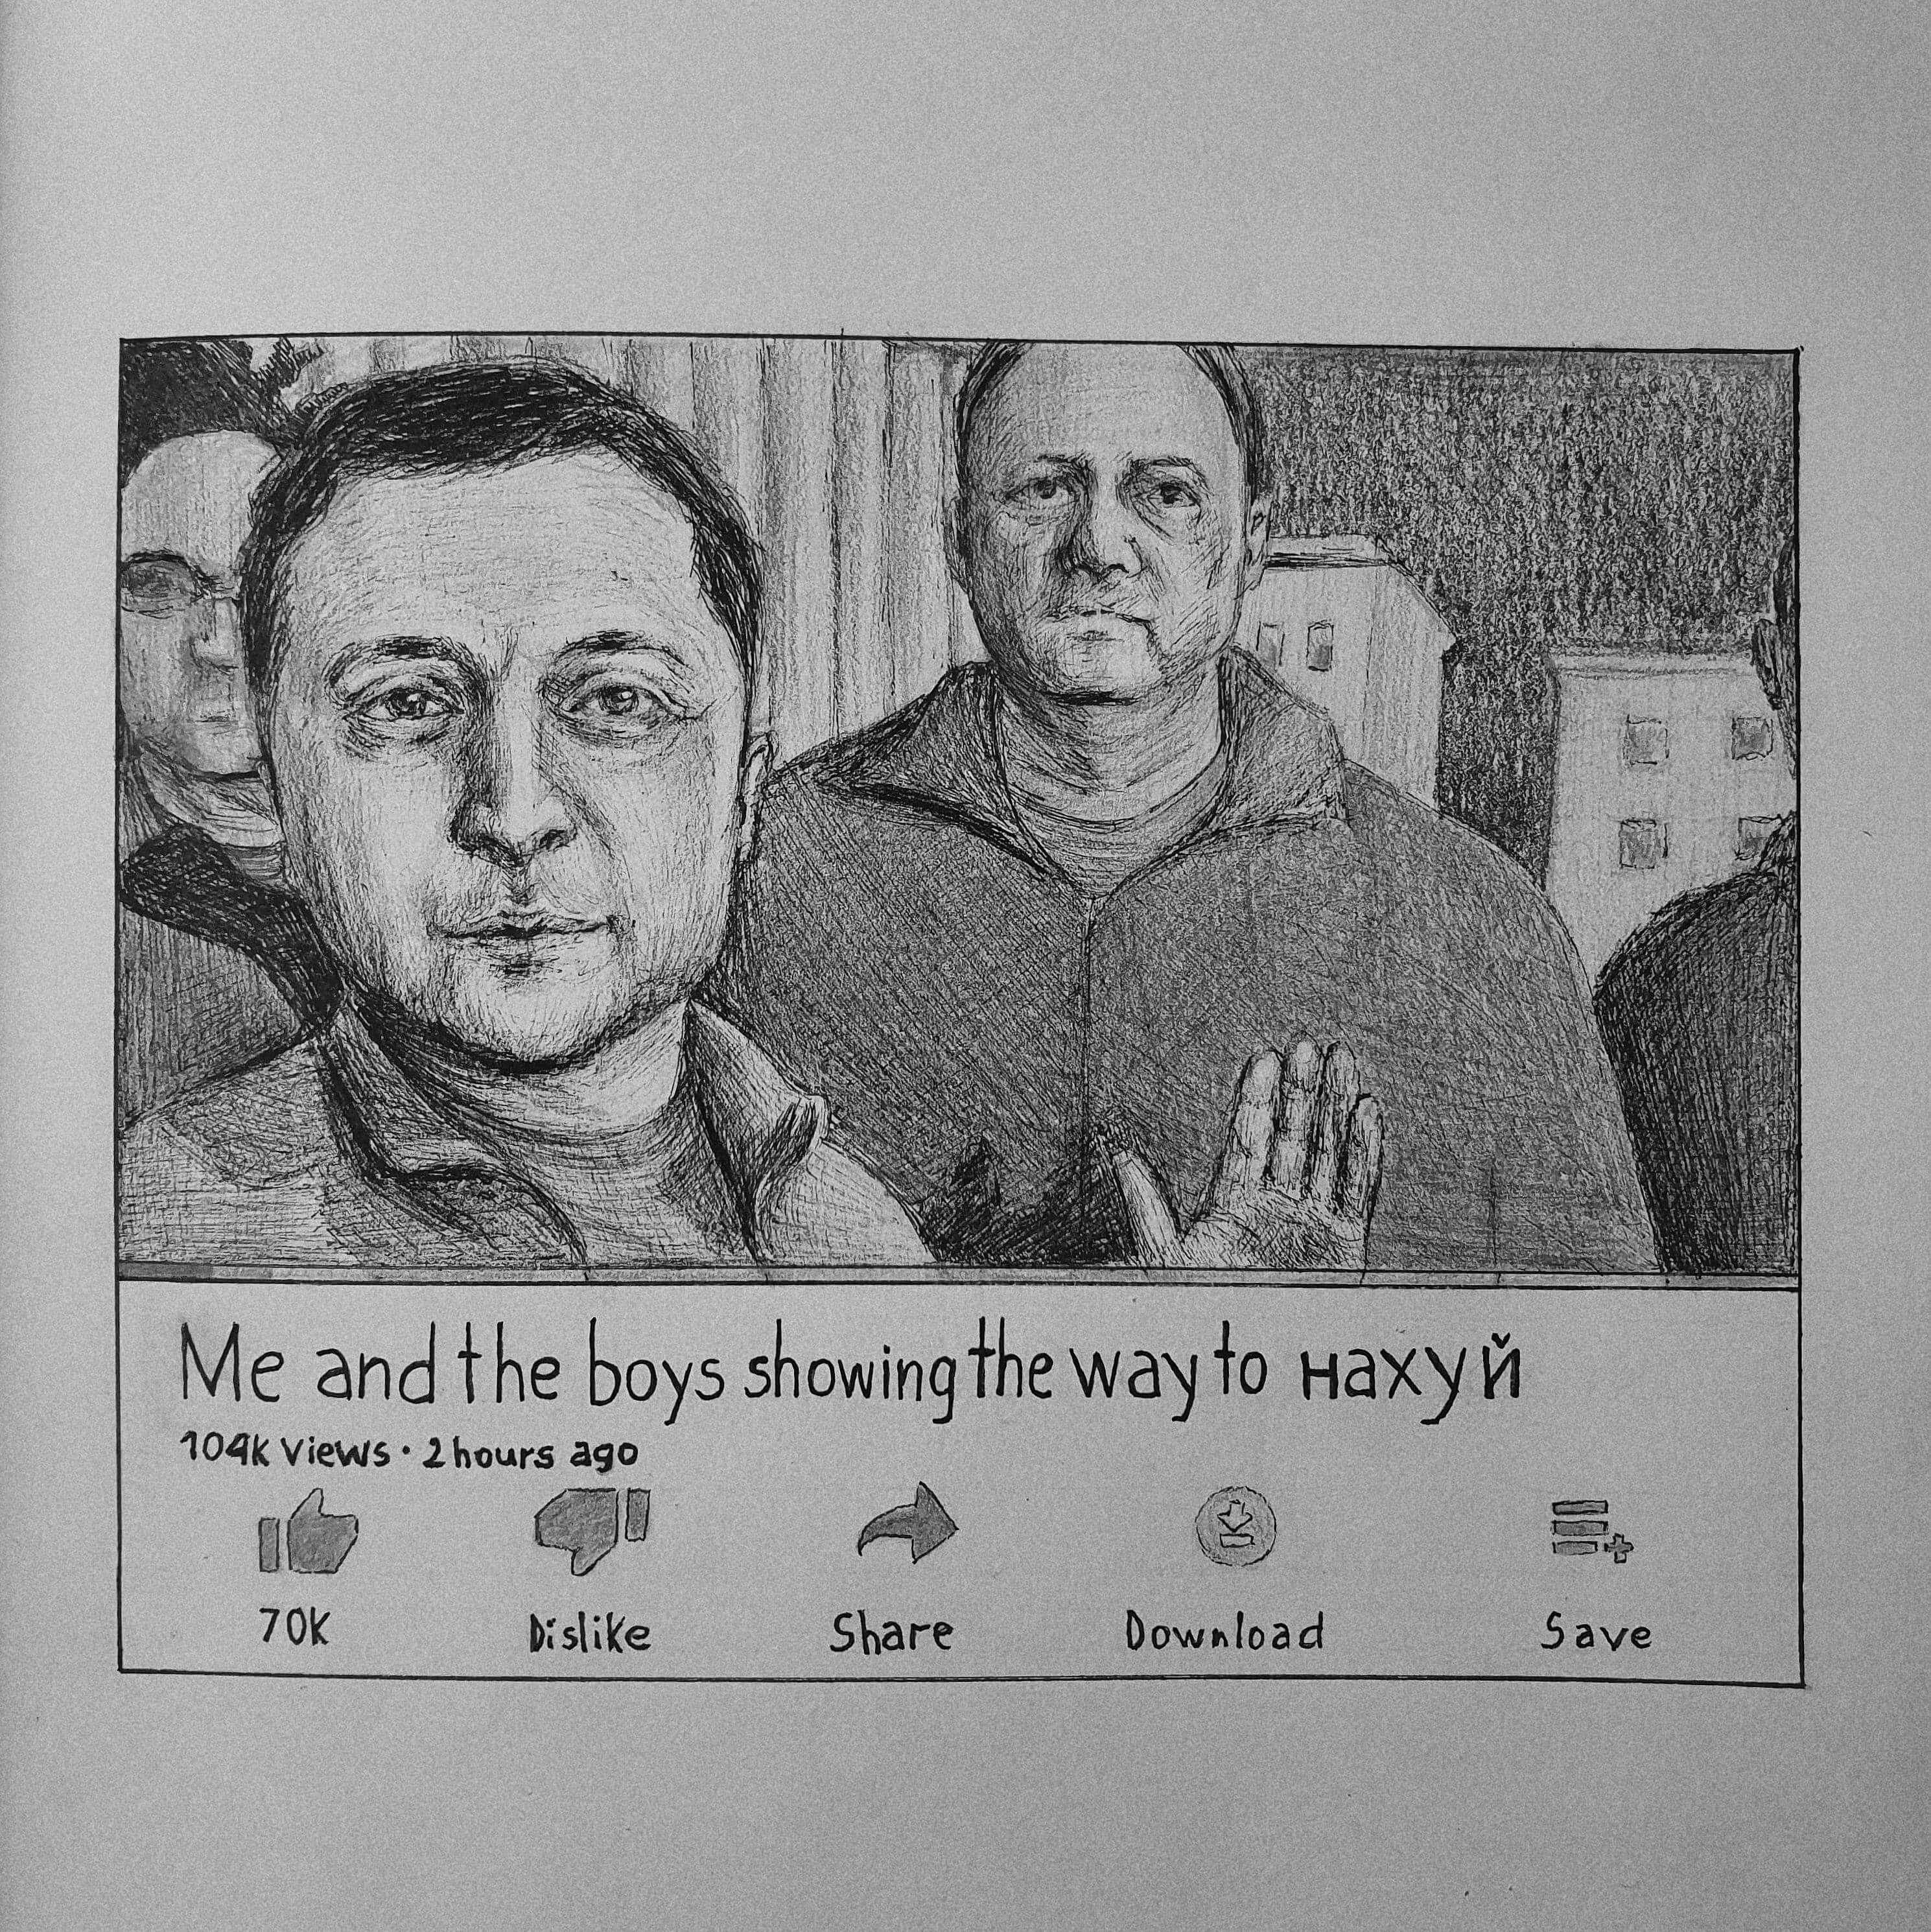 Me and the boys showing the way to нахуй
104K views · 2 hours ago
70K Dislike Share Download Save